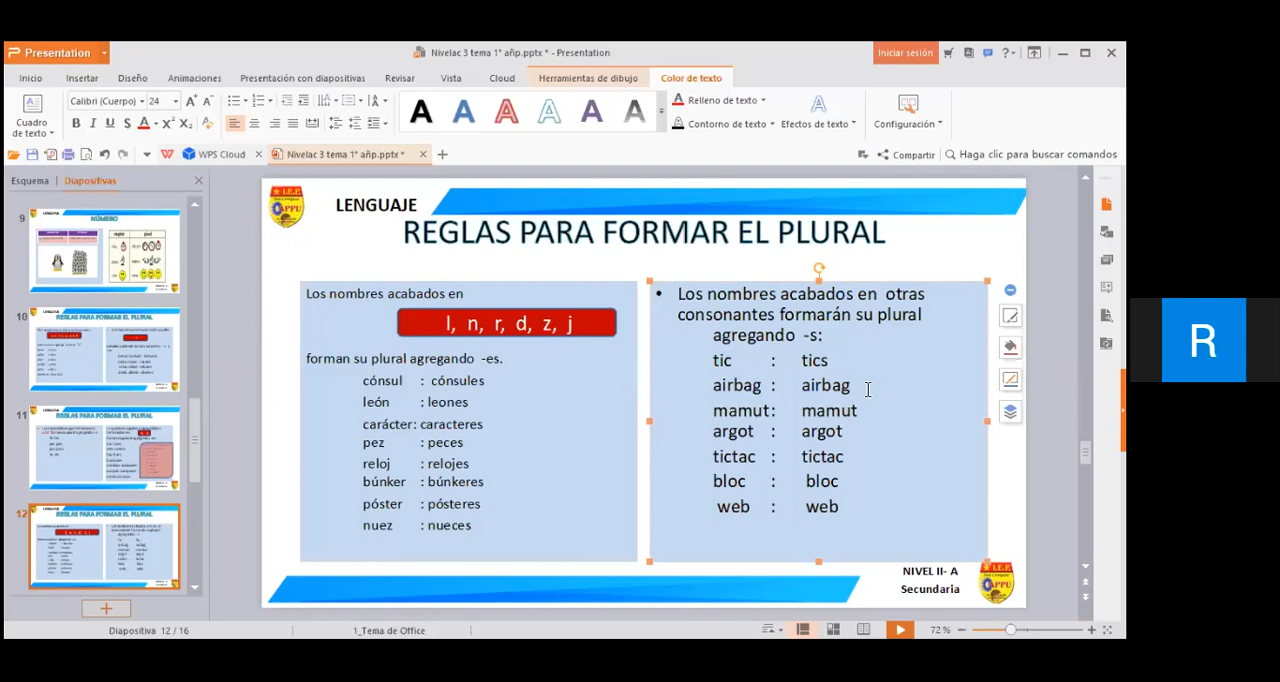 Presentation
Nivelac 3 tema 1° añp.pptx * - Presentation
Iniciar sesión
Inicio Insertar Diseño Animaciones Presentación con diapositivas Revisar Vista Cloud Herramientas de dibujo Color de texto
Cuadro de texto
Calibri (Cuerpo) 24
Relleno de texto
Contorno de texto
Efectos de texto
Configuración
WPS Cloud
Nivelac 3 tema 1° añp.pptx *
Compartir
Haga clic para buscar comandos
Esquema Diapositivas
9
10
11
12
LENGUAJE
REGLAS PARA FORMAR EL PLURAL
Los nombres acabados en
l, n, r, d, z, j
forman su plural agregando -es.
cónsul : cónsules
león : leones
carácter: caracteres
pez : peces
reloj : relojes
búnker : búnkeres
póster : pósteres
nuez : nueces
• Los nombres acabados en otras
consonantes formarán su plural
agregando -s:
tic : tics
airbag : airbag
mamut: mamut
argot : argot
tictac : tictac
bloc : bloc
web : web
NIVEL II- A
Secundaria
R
Diapositiva 12 / 16
1_Tema de Office
72 %